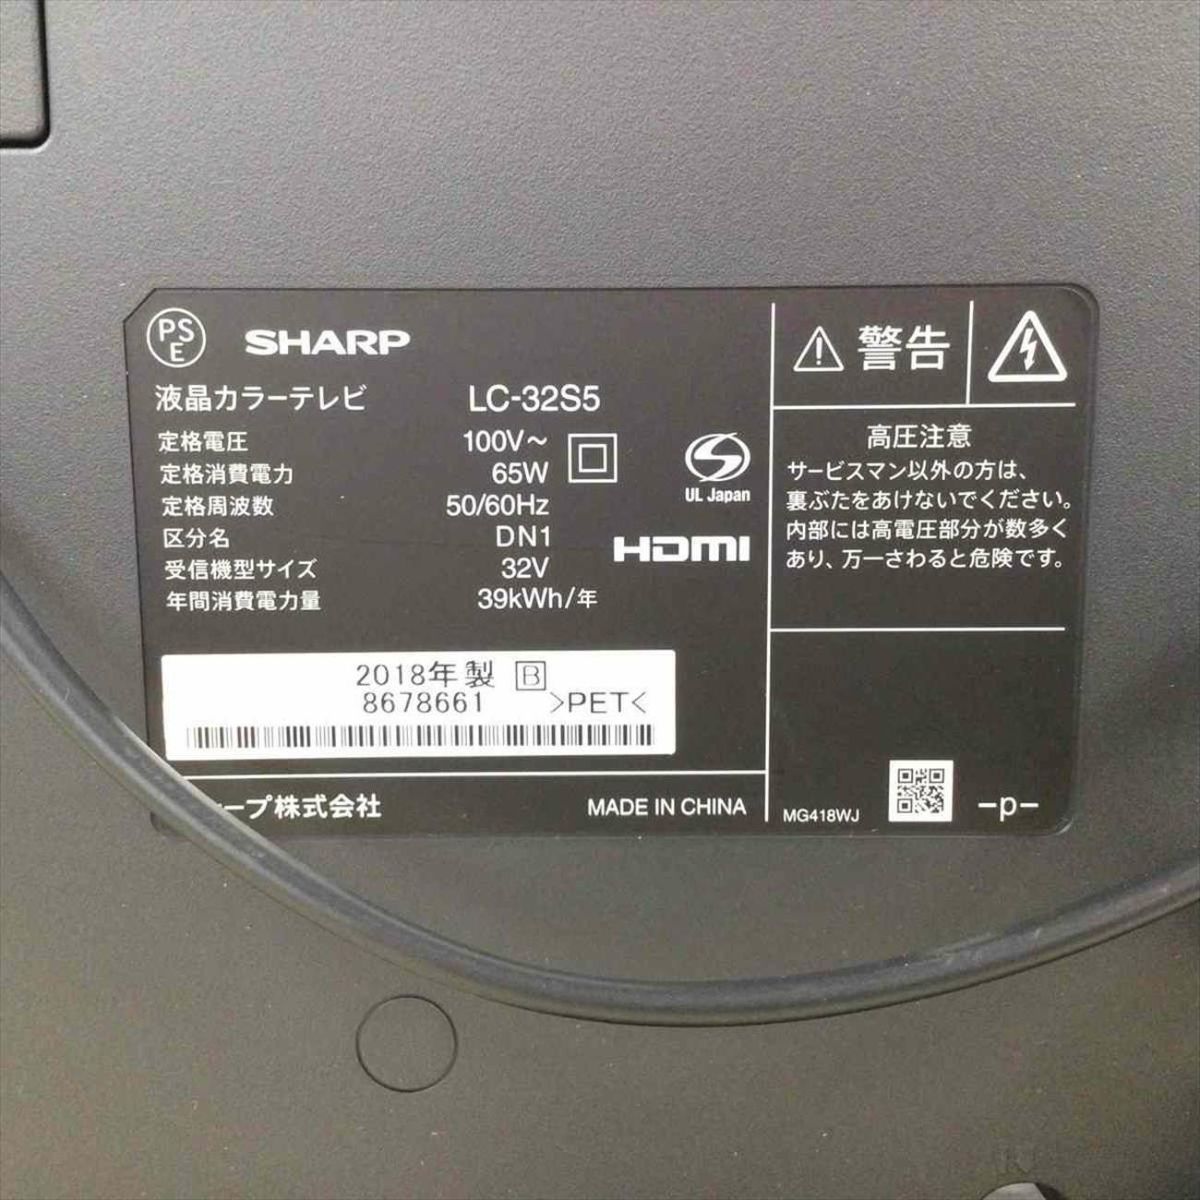 PS
E
SHARP
液晶カラーテレビ LC-32S5
定格電圧 100V～
定格消費電力 65W
定格周波数 50/60Hz
区分名 DN1
受信機型サイズ 32V
年間消費電力量 39kWh/年
UL Japan
HDMI
2018年製 B
8678661 >PET<
ープ株式会社 MADE IN CHINA
警告
高圧注意
サービスマン以外の方は、
裏ぶたをあけないでください。
内部には高電圧部分が数多く
あり、万一さわると危険です。
MG418WJ
-p-